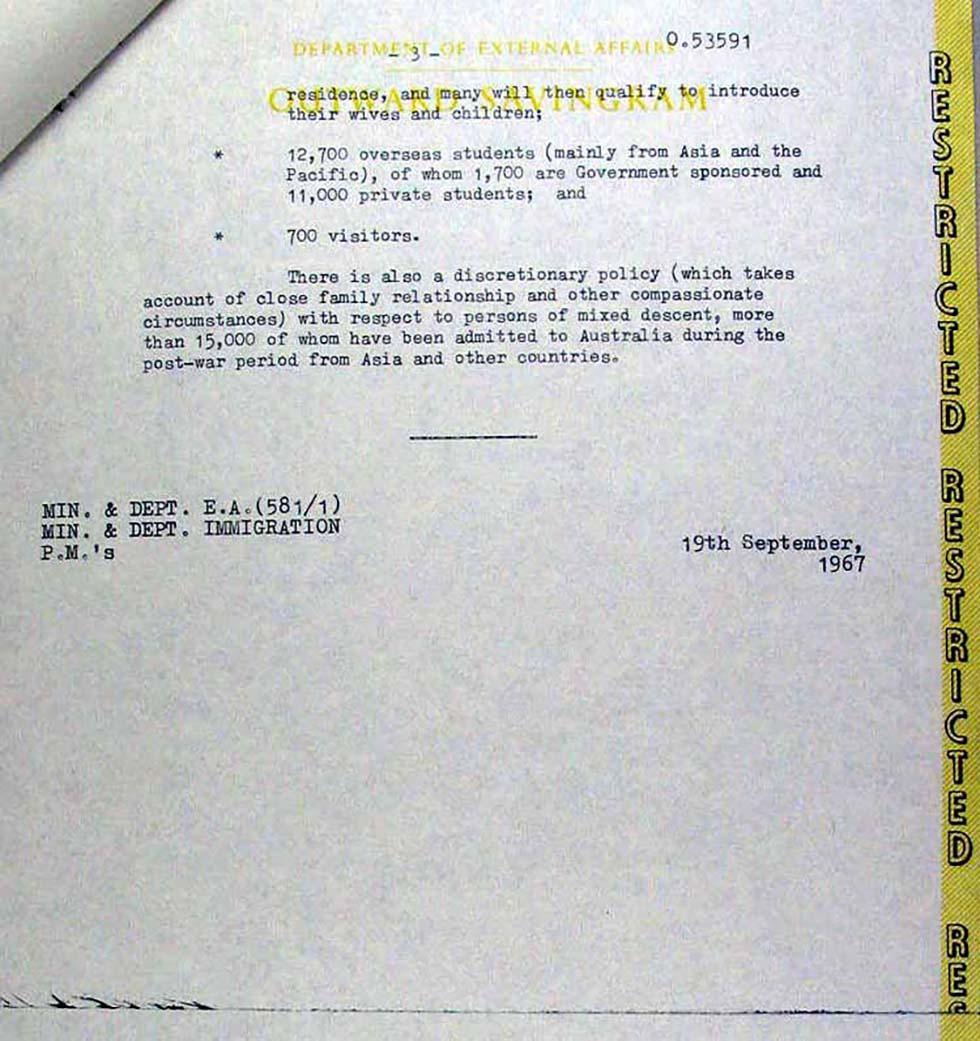 DEPARTMENT OF EXTERNAL AFFAIRS
- 3 -
O.53591
OUTWARD SAVINGRAM
residence, and many will then qualify to introduce
their wives and children;
* 12,700 overseas students (mainly from Asia and the
Pacific), of whom 1,700 are Government sponsored and
11,000 private students; and
* 700 visitors.
There is also a discretionary policy (which takes
account of close family relationship and other compassionate
circumstances) with respect to persons of mixed descent, more
than 15,000 of whom have been admitted to Australia during the
post-war period from Asia and other countries.
MIN. & DEPT. E.A.(581/1)
MIN. & DEPT. IMMIGRATION
P.M.'s
19th September,
1967
RESTRICTED RESTRICTED RES